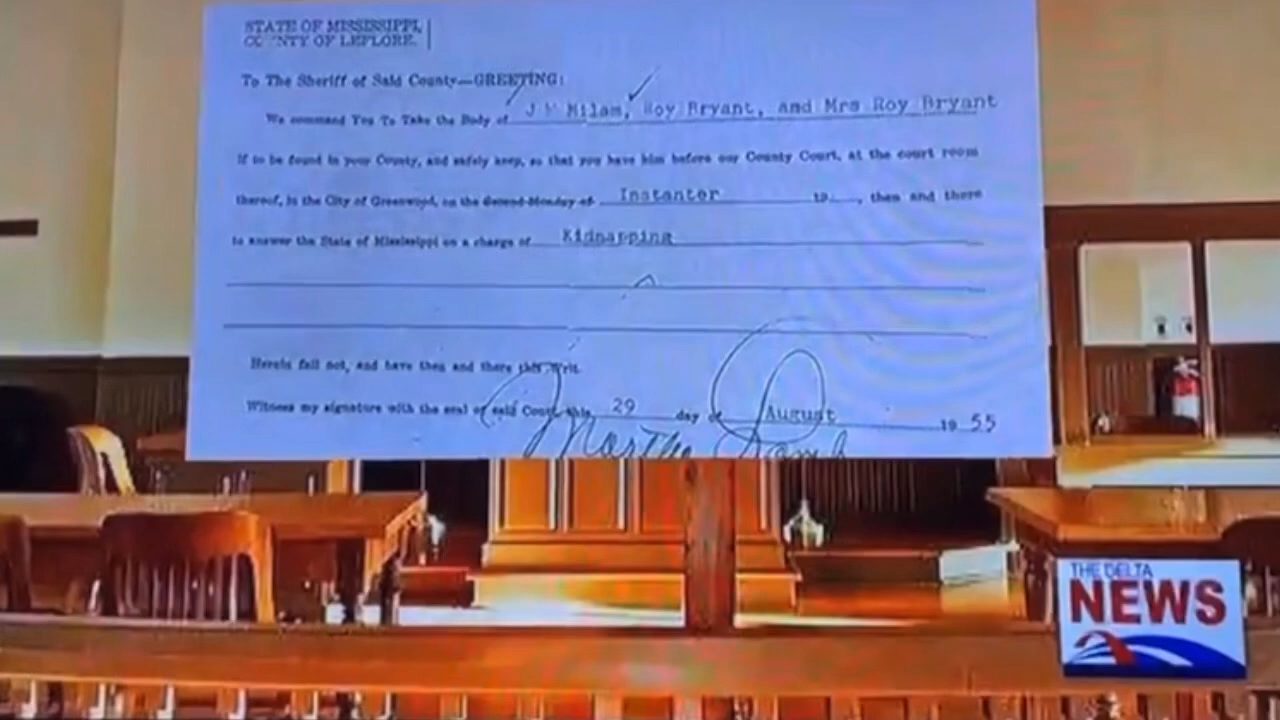 STATE OF MISSISSIPPI,
COUNTY OF LEFLORE.
To The Sheriff of Said County—GREETING:
We command You To Take the Body of J W Milam, Roy Bryant, and Mrs Roy Bryant
If to be found in your County, and safely keep, so that you have him before our County Court, at the court room
thereof, in the City of Greenwood, on the Second Monday of Instanter 19 , then and there
to answer the State of Mississippi on a charge of Kidnapping
Herein fail not, and have then and there this Writ.
Witness my signature with the seal of said Court, this 29 day of August 1955
THE DELTA
NEWS